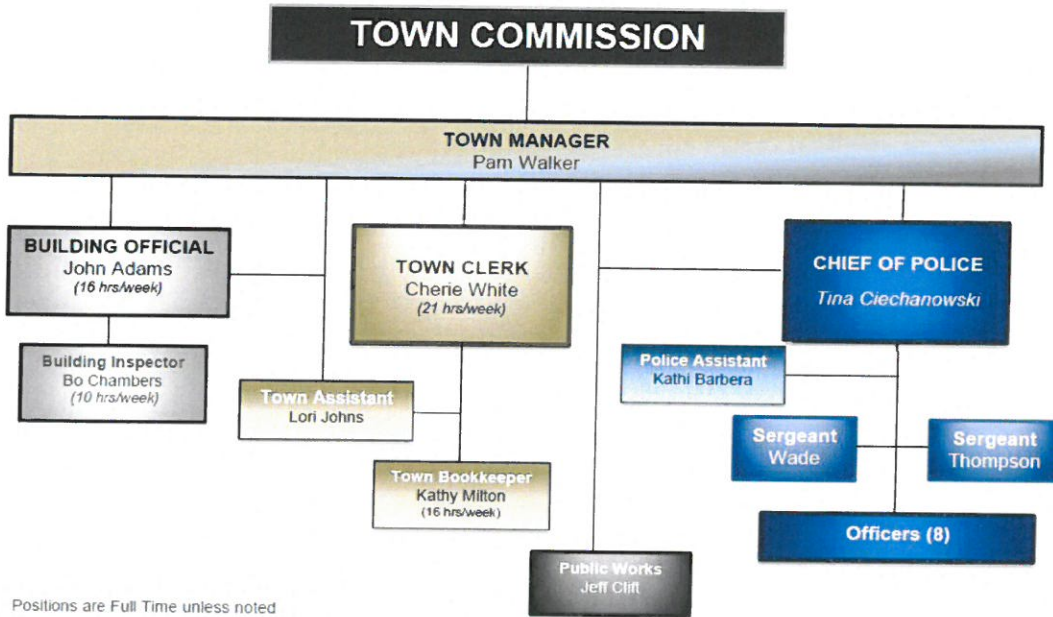 TOWN COMMISSION
TOWN MANAGER
Pam Walker
BUILDING OFFICIAL
John Adams
(16 hrs/week)
TOWN CLERK
Cherie White
(21 hrs/week)
CHIEF OF POLICE
Tina Ciechanowski
Building Inspector
Bo Chambers
(10 hrs/week)
Police Assistant
Kathi Barbera
Town Assistant
Lori Johns
Sergeant
Wade
Sergeant
Thompson
Town Bookkeeper
Kathy Milton
(16 hrs/week)
Officers (8)
Public Works
Jeff Clift
Positions are Full Time unless noted